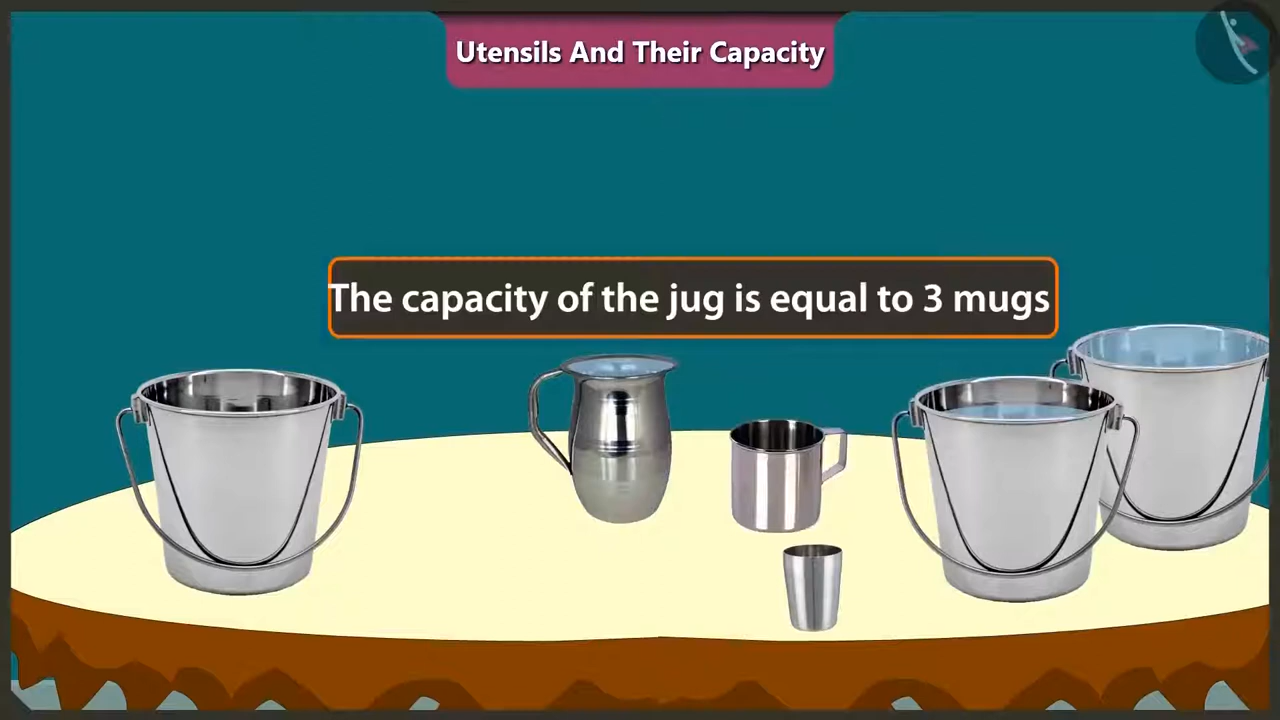 Utensils And Their Capacity
The capacity of the jug is equal to 3 mugs